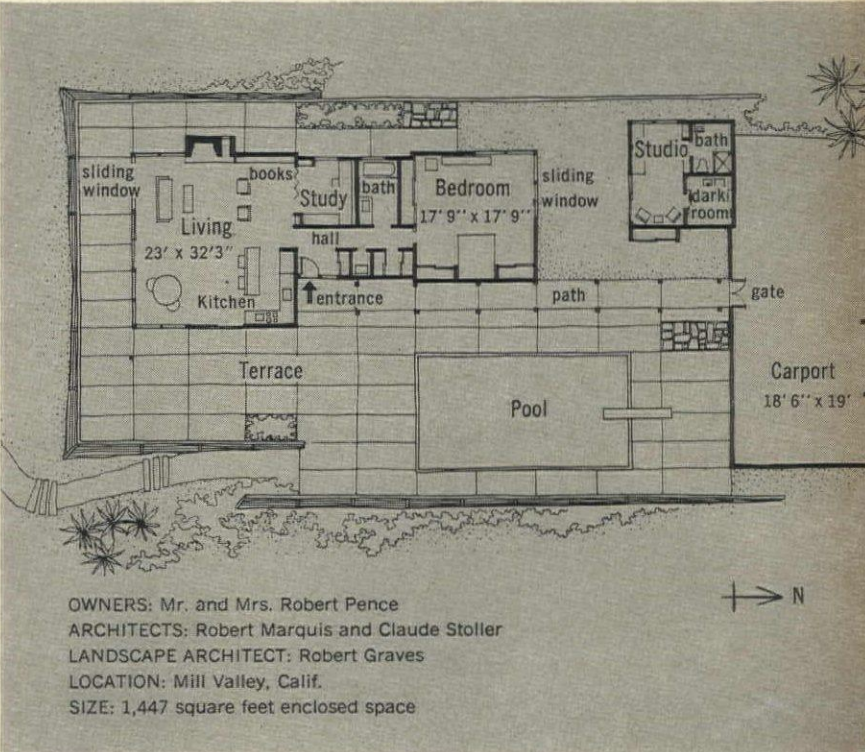 sliding
window
books
Study
bath
Bedroom
17' 9'' x 17' 9''
sliding
window
Studio
bath
dark
room
Living
23' x 32'3''
hall
Kitchen
entrance
path
gate
Terrace
Pool
Carport
18' 6'' x 19'
N
OWNERS: Mr. and Mrs. Robert Pence
ARCHITECTS: Robert Marquis and Claude Stoller
LANDSCAPE ARCHITECT: Robert Graves
LOCATION: Mill Valley, Calif.
SIZE: 1,447 square feet enclosed space